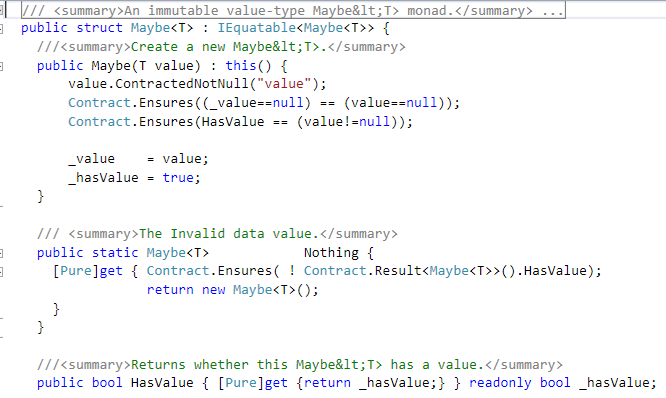 /// <summary>An immutable value-type Maybe&lt;T> monad.</summary> ...
public struct Maybe<T> : IEquatable<Maybe<T>> {
  ///<summary>Create a new Maybe&lt;T>.</summary>
  public Maybe(T value) : this() {
      value.ContractedNotNull("value");
      Contract.Ensures((_value==null) == (value==null));
      Contract.Ensures(HasValue == (value!=null));

      _value    = value;
      _hasValue = true;
  }

  /// <summary>The Invalid data value.</summary>
  public static Maybe<T>            Nothing {
    [Pure]get { Contract.Ensures( ! Contract.Result<Maybe<T>>().HasValue);
                return new Maybe<T>();
    }
  }

  ///<summary>Returns whether this Maybe&lt;T> has a value.</summary>
  public bool HasValue { [Pure]get {return _hasValue;} } readonly bool _hasValue;